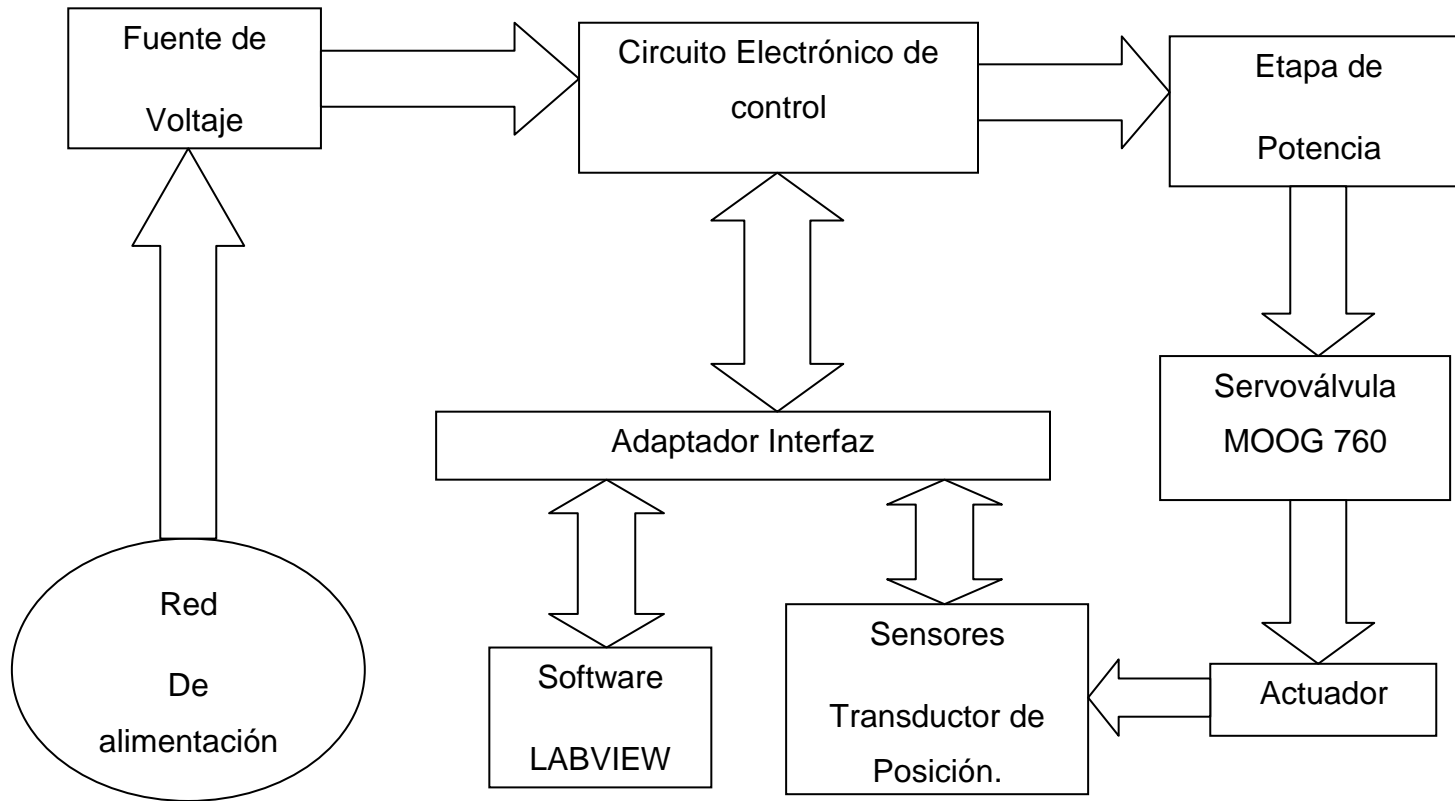 Fuente de
Voltaje
Circuito Electrónico de
control
Etapa de
Potencia
Servoválvula
MOOG 760
Adaptador Interfaz
Red
De
alimentación
Software
LABVIEW
Sensores
Transductor de
Posición.
Actuador